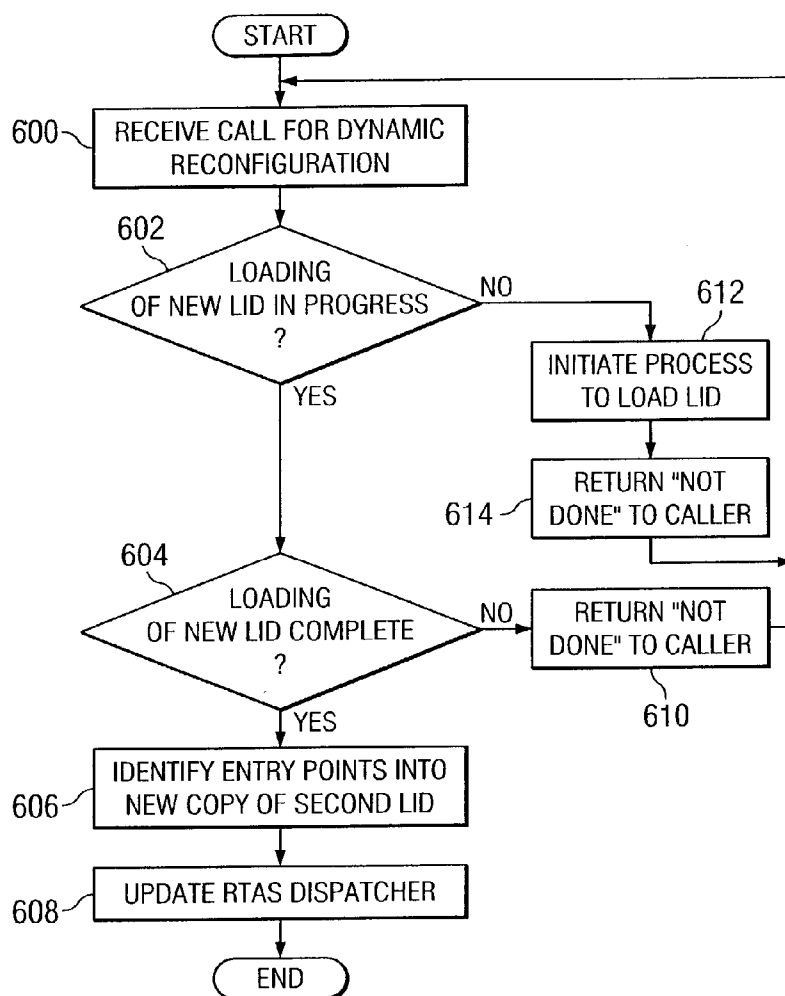 START
600
RECEIVE CALL FOR DYNAMIC
RECONFIGURATION
602
LOADING
OF NEW LID IN PROGRESS
?
NO
YES
612
INITIATE PROCESS
TO LOAD LID
614
RETURN "NOT
DONE" TO CALLER
604
LOADING
OF NEW LID COMPLETE
?
NO
YES
RETURN "NOT
DONE" TO CALLER
610
606
IDENTIFY ENTRY POINTS INTO
NEW COPY OF SECOND LID
608
UPDATE RTAS DISPATCHER
END